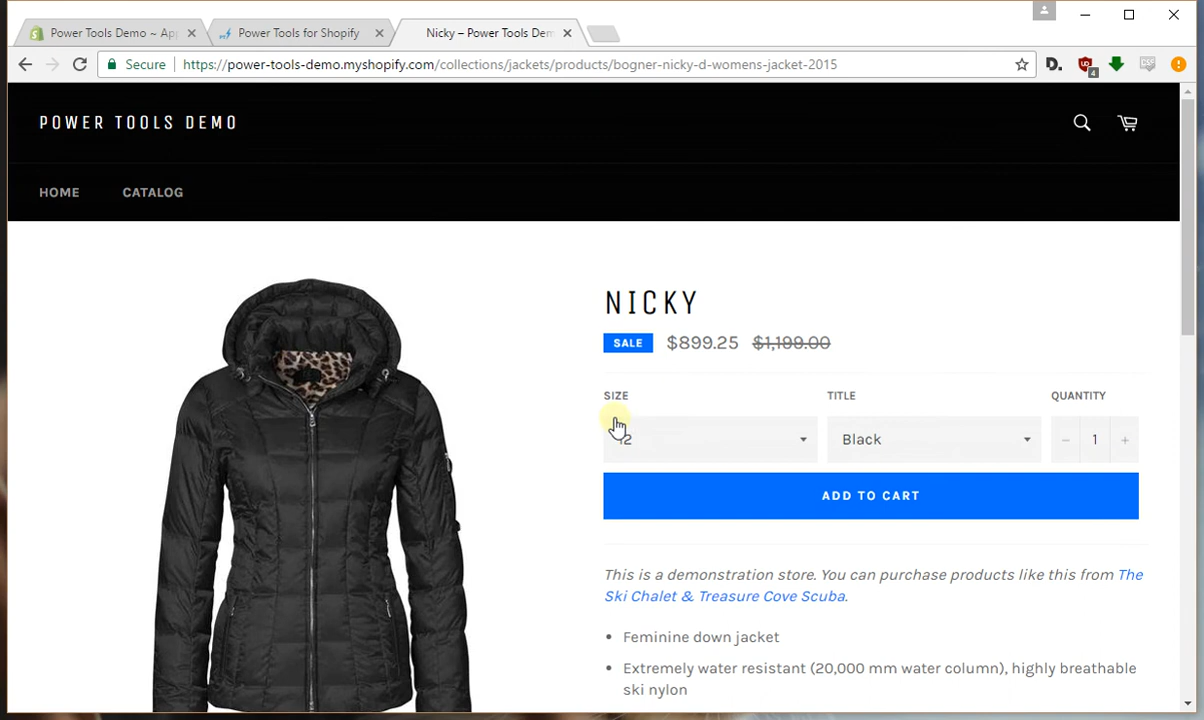 Power Tools Demo ~ Ap
Power Tools for Shopify
Nicky – Power Tools Dem
Secure
https://power-tools-demo.myshopify.com/collections/jackets/products/bogner-nicky-d-womens-jacket-2015
D.
4
CSF
POWER TOOLS DEMO
HOME
CATALOG
NICKY
SALE
$899.25
$1,199.00
SIZE
TITLE
QUANTITY
12
Black
− 1 +
ADD TO CART
This is a demonstration store. You can purchase products like this from The
Ski Chalet & Treasure Cove Scuba.
Feminine down jacket
Extremely water resistant (20,000 mm water column), highly breathable
ski nylon